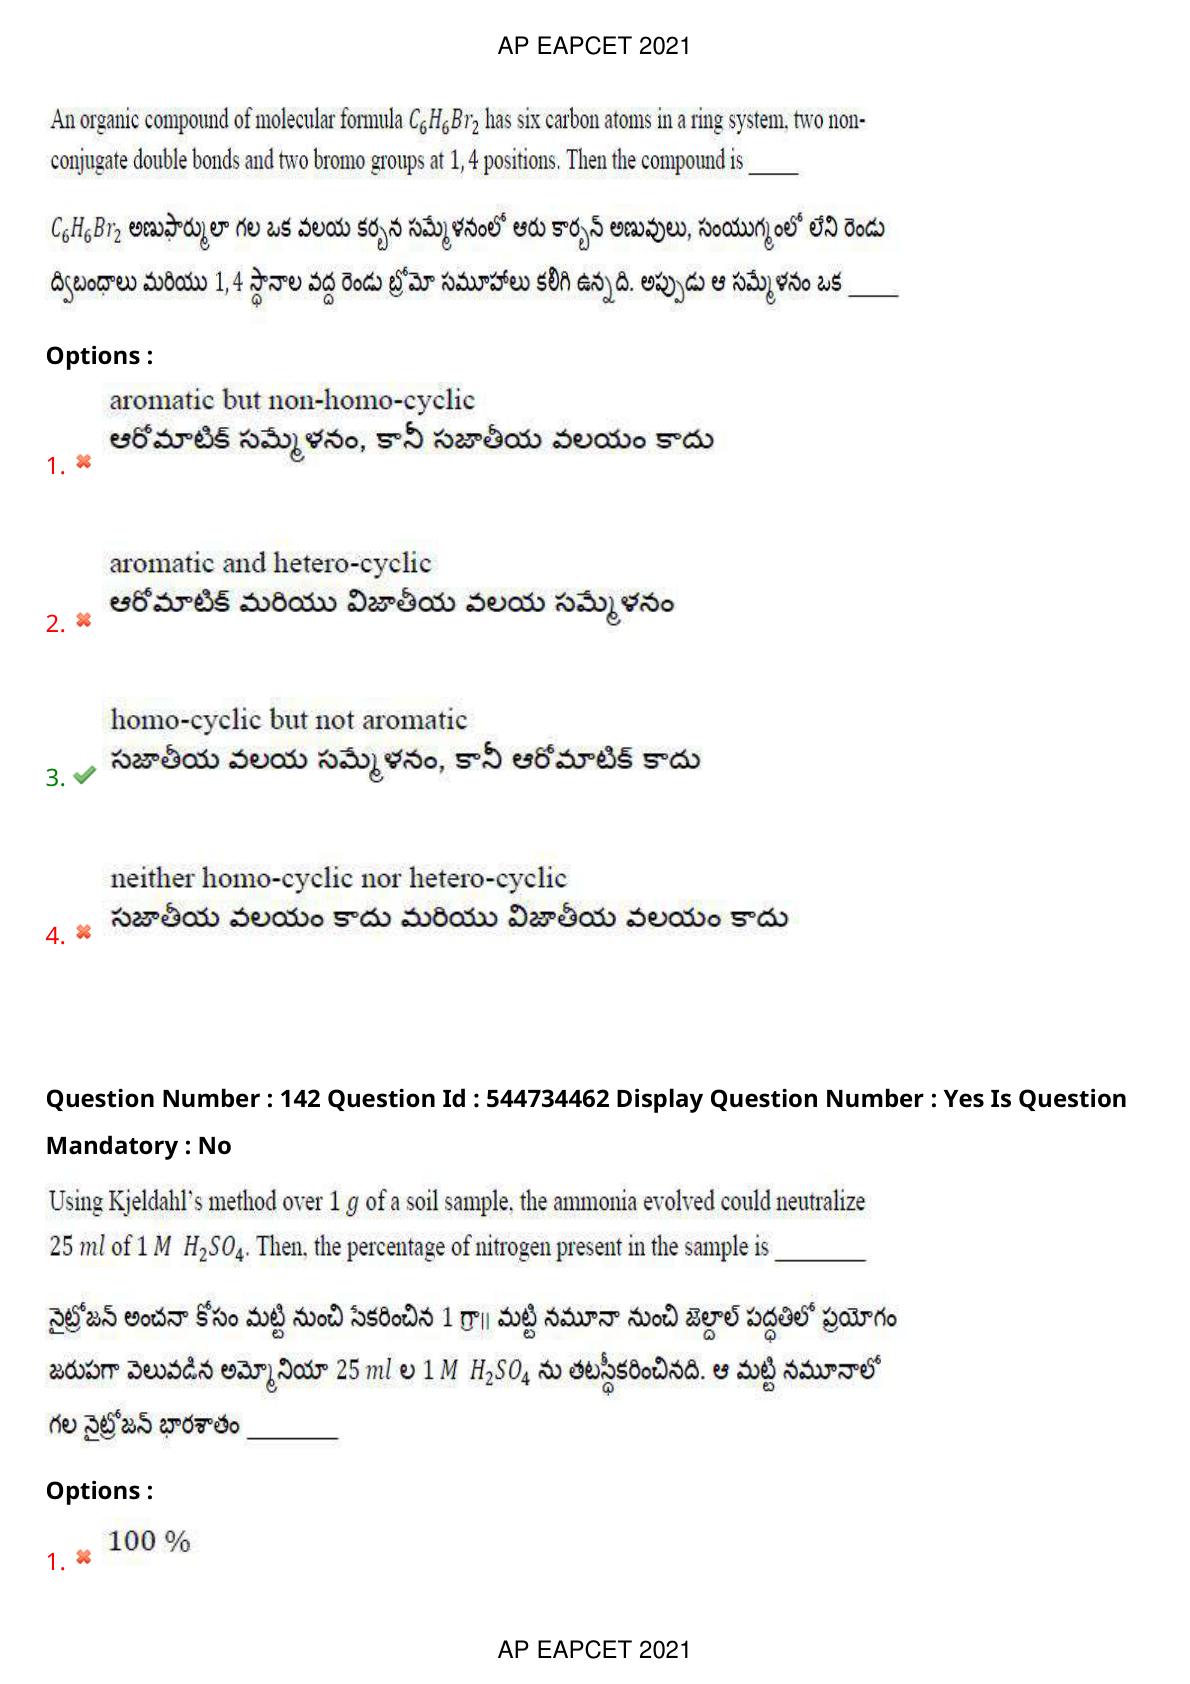 AP EAPCET 2021
An organic compound of molecular formula C₆H₆Br₂ has six carbon atoms in a ring system, two non-
conjugate double bonds and two bromo groups at 1, 4 positions. Then the compound is _____
C₆H₆Br₂ అణుఫార్ములా గల ఒక వలయ కర్బన సమ్మేళనంలో ఆరు కార్బన్ అణువులు, సంయుగ్మంలో లేని రెండు
ద్విబంధాలు మరియు 1, 4 స్థానాల వద్ద రెండు బ్రోమో సమూహాలు కలిగి ఉన్నది. అప్పుడు ఆ సమ్మేళనం ఒక _____
Options :
aromatic but non-homo-cyclic
ఆరోమాటిక్ సమ్మేళనం, కానీ సజాతీయ వలయం కాదు
1.
aromatic and hetero-cyclic
ఆరోమాటిక్ మరియు విజాతీయ వలయ సమ్మేళనం
2.
homo-cyclic but not aromatic
సజాతీయ వలయ సమ్మేళనం, కానీ ఆరోమాటిక్ కాదు
3.
neither homo-cyclic nor hetero-cyclic
సజాతీయ వలయం కాదు మరియు విజాతీయ వలయం కాదు
4.
Question Number : 142 Question Id : 544734462 Display Question Number : Yes Is Question
Mandatory : No
Using Kjeldahl's method over 1 g of a soil sample, the ammonia evolved could neutralize
25 ml of 1 M H₂SO₄. Then, the percentage of nitrogen present in the sample is _________
నైట్రోజన్ అంచనా కోసం మట్టి నుంచి సేకరించిన 1 గ్రా॥ మట్టి నమూనా నుంచి జెల్దాల్ పద్ధతిలో ప్రయోగం
జరుపగా వెలువడిన అమ్మోనియా 25 ml ల 1 M H₂SO₄ ను తటస్థీకరించినది. ఆ మట్టి నమూనాలో
గల నైట్రోజన్ భారశాతం _________
Options :
100 %
1.
AP EAPCET 2021